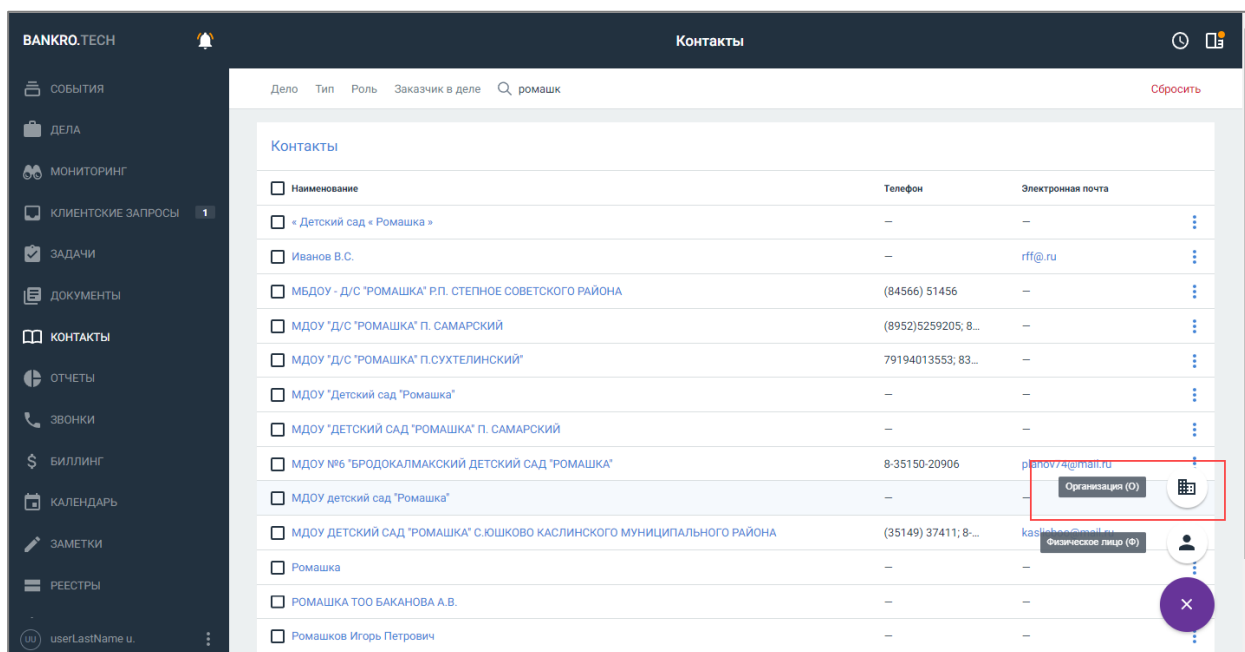 BANKRO.TECH
Контакты
СОБЫТИЯ
Дело Тип Роль Заказчик в деле ромашк Сбросить
ДЕЛА
МОНИТОРИНГ
КЛИЕНТСКИЕ ЗАПРОСЫ 1
ЗАДАЧИ
ДОКУМЕНТЫ
КОНТАКТЫ
ОТЧЕТЫ
ЗВОНКИ
БИЛЛИНГ
КАЛЕНДАРЬ
ЗАМЕТКИ
РЕЕСТРЫ
UU userLastName u.
Контакты
Наименование Телефон Электронная почта
« Детский сад « Ромашка » – –
Иванов В.С. – rff@.ru
МБДОУ - Д/С "РОМАШКА" Р.П. СТЕПНОЕ СОВЕТСКОГО РАЙОНА (84566) 51456 –
МДОУ "Д/С "РОМАШКА" П. САМАРСКИЙ (8952)5259205; 8... –
МДОУ "Д/С "РОМАШКА" П.СУХТЕЛИНСКИЙ" 79194013553; 83... –
МДОУ "Детский сад "Ромашка" – –
МДОУ "ДЕТСКИЙ САД "РОМАШКА" П. САМАРСКИЙ – –
МДОУ №6 "БРОДОКАЛМАКСКИЙ ДЕТСКИЙ САД "РОМАШКА" 8-35150-20906
Организация (О)
МДОУ детский сад "Ромашка" – –
МДОУ ДЕТСКИЙ САД "РОМАШКА" С.ЮШКОВО КАСЛИНСКОГО МУНИЦИПАЛЬНОГО РАЙОНА (35149) 37411; 8-...
Физическое лицо (Ф)
Ромашка – –
РОМАШКА ТОО БАКАНОВА А.В. – –
Ромашков Игорь Петрович – –